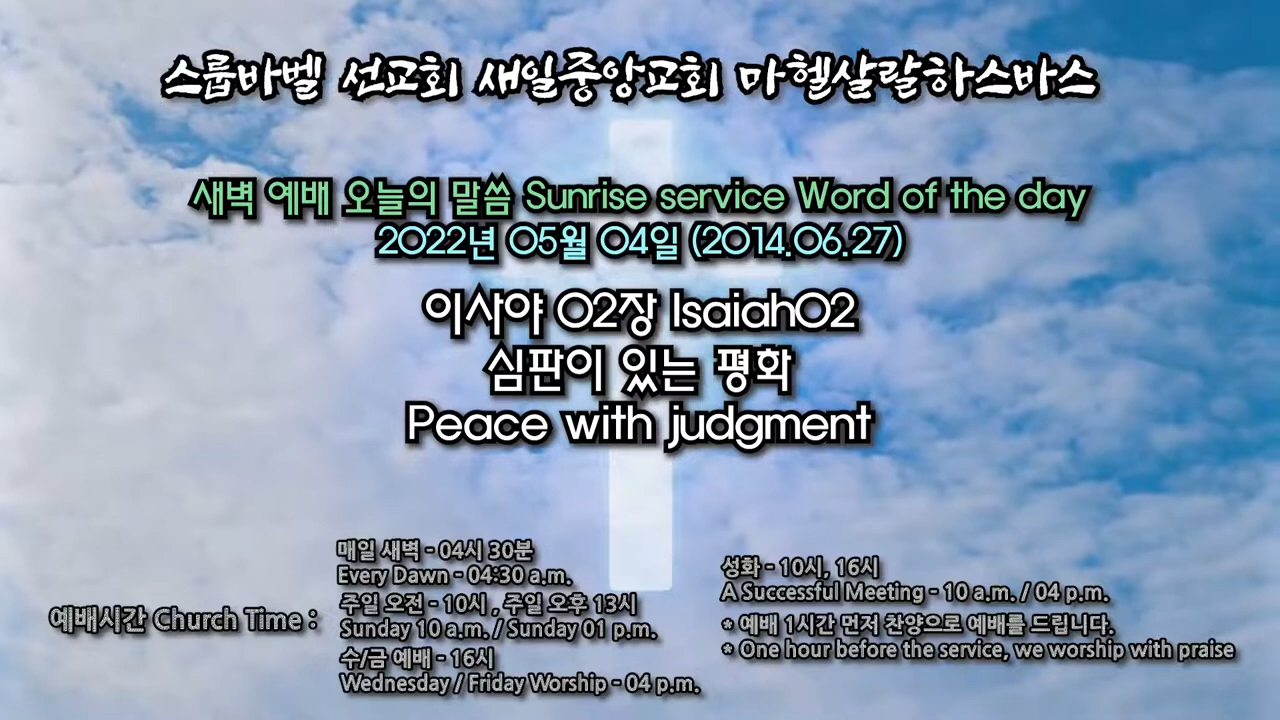 스룹바벨 선교회 새일중앙교회 마헬살랄하스바스
새벽 예배 오늘의 말씀 Sunrise service Word of the day
2022년 05월 04일 (2014.06.27)
이사야 02장 Isaiah02
심판이 있는 평화
Peace with judgment
예배시간 Church Time :
매일 새벽 - 04시 30분
Every Dawn - 04:30 a.m.
주일 오전 - 10시 , 주일 오후 13시
Sunday 10 a.m. / Sunday 01 p.m.
수/금 예배 - 16시
Wednesday / Friday Worship - 04 p.m.
성화 - 10시, 16시
A Successful Meeting - 10 a.m. / 04 p.m.
* 예배 1시간 먼저 찬양으로 예배를 드립니다.
* One hour before the service, we worship with praise